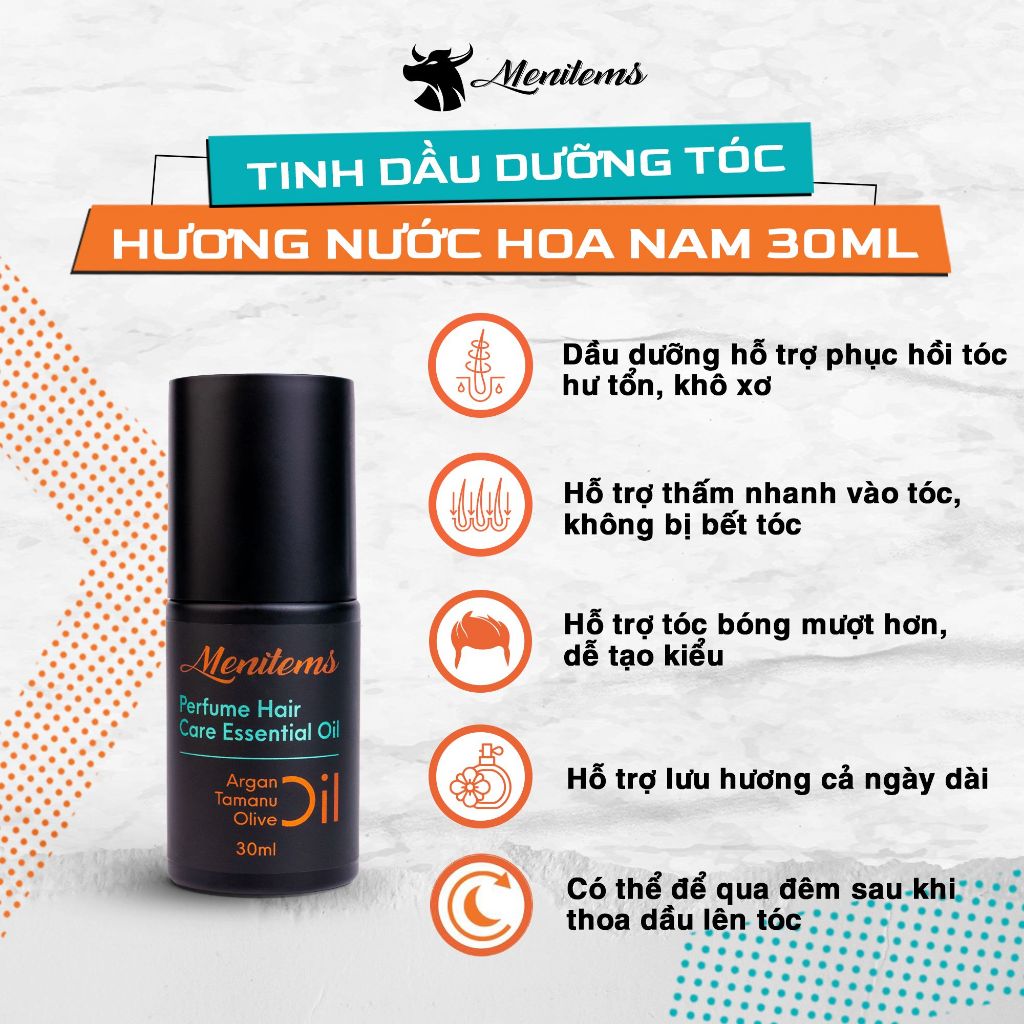 Menitems
TINH DẦU DƯỠNG TÓC
HƯƠNG NƯỚC HOA NAM 30ML
Dầu dưỡng hỗ trợ phục hồi tóc
hư tổn, khô xơ
Hỗ trợ thấm nhanh vào tóc,
không bị bết tóc
Hỗ trợ tóc bóng mượt hơn,
dễ tạo kiểu
Hỗ trợ lưu hương cả ngày dài
Có thể để qua đêm sau khi
thoa dầu lên tóc
Menitems
Perfume Hair
Care Essential Oil
Argan
Tamanu
Olive
Oil
30ml